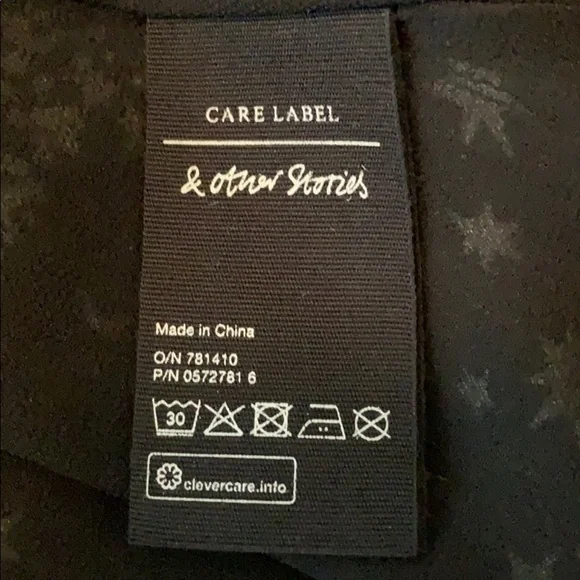 CARE LABEL
& other Stories
Made in China
O/N 781410
P/N 0572781 6
30
clevercare.info